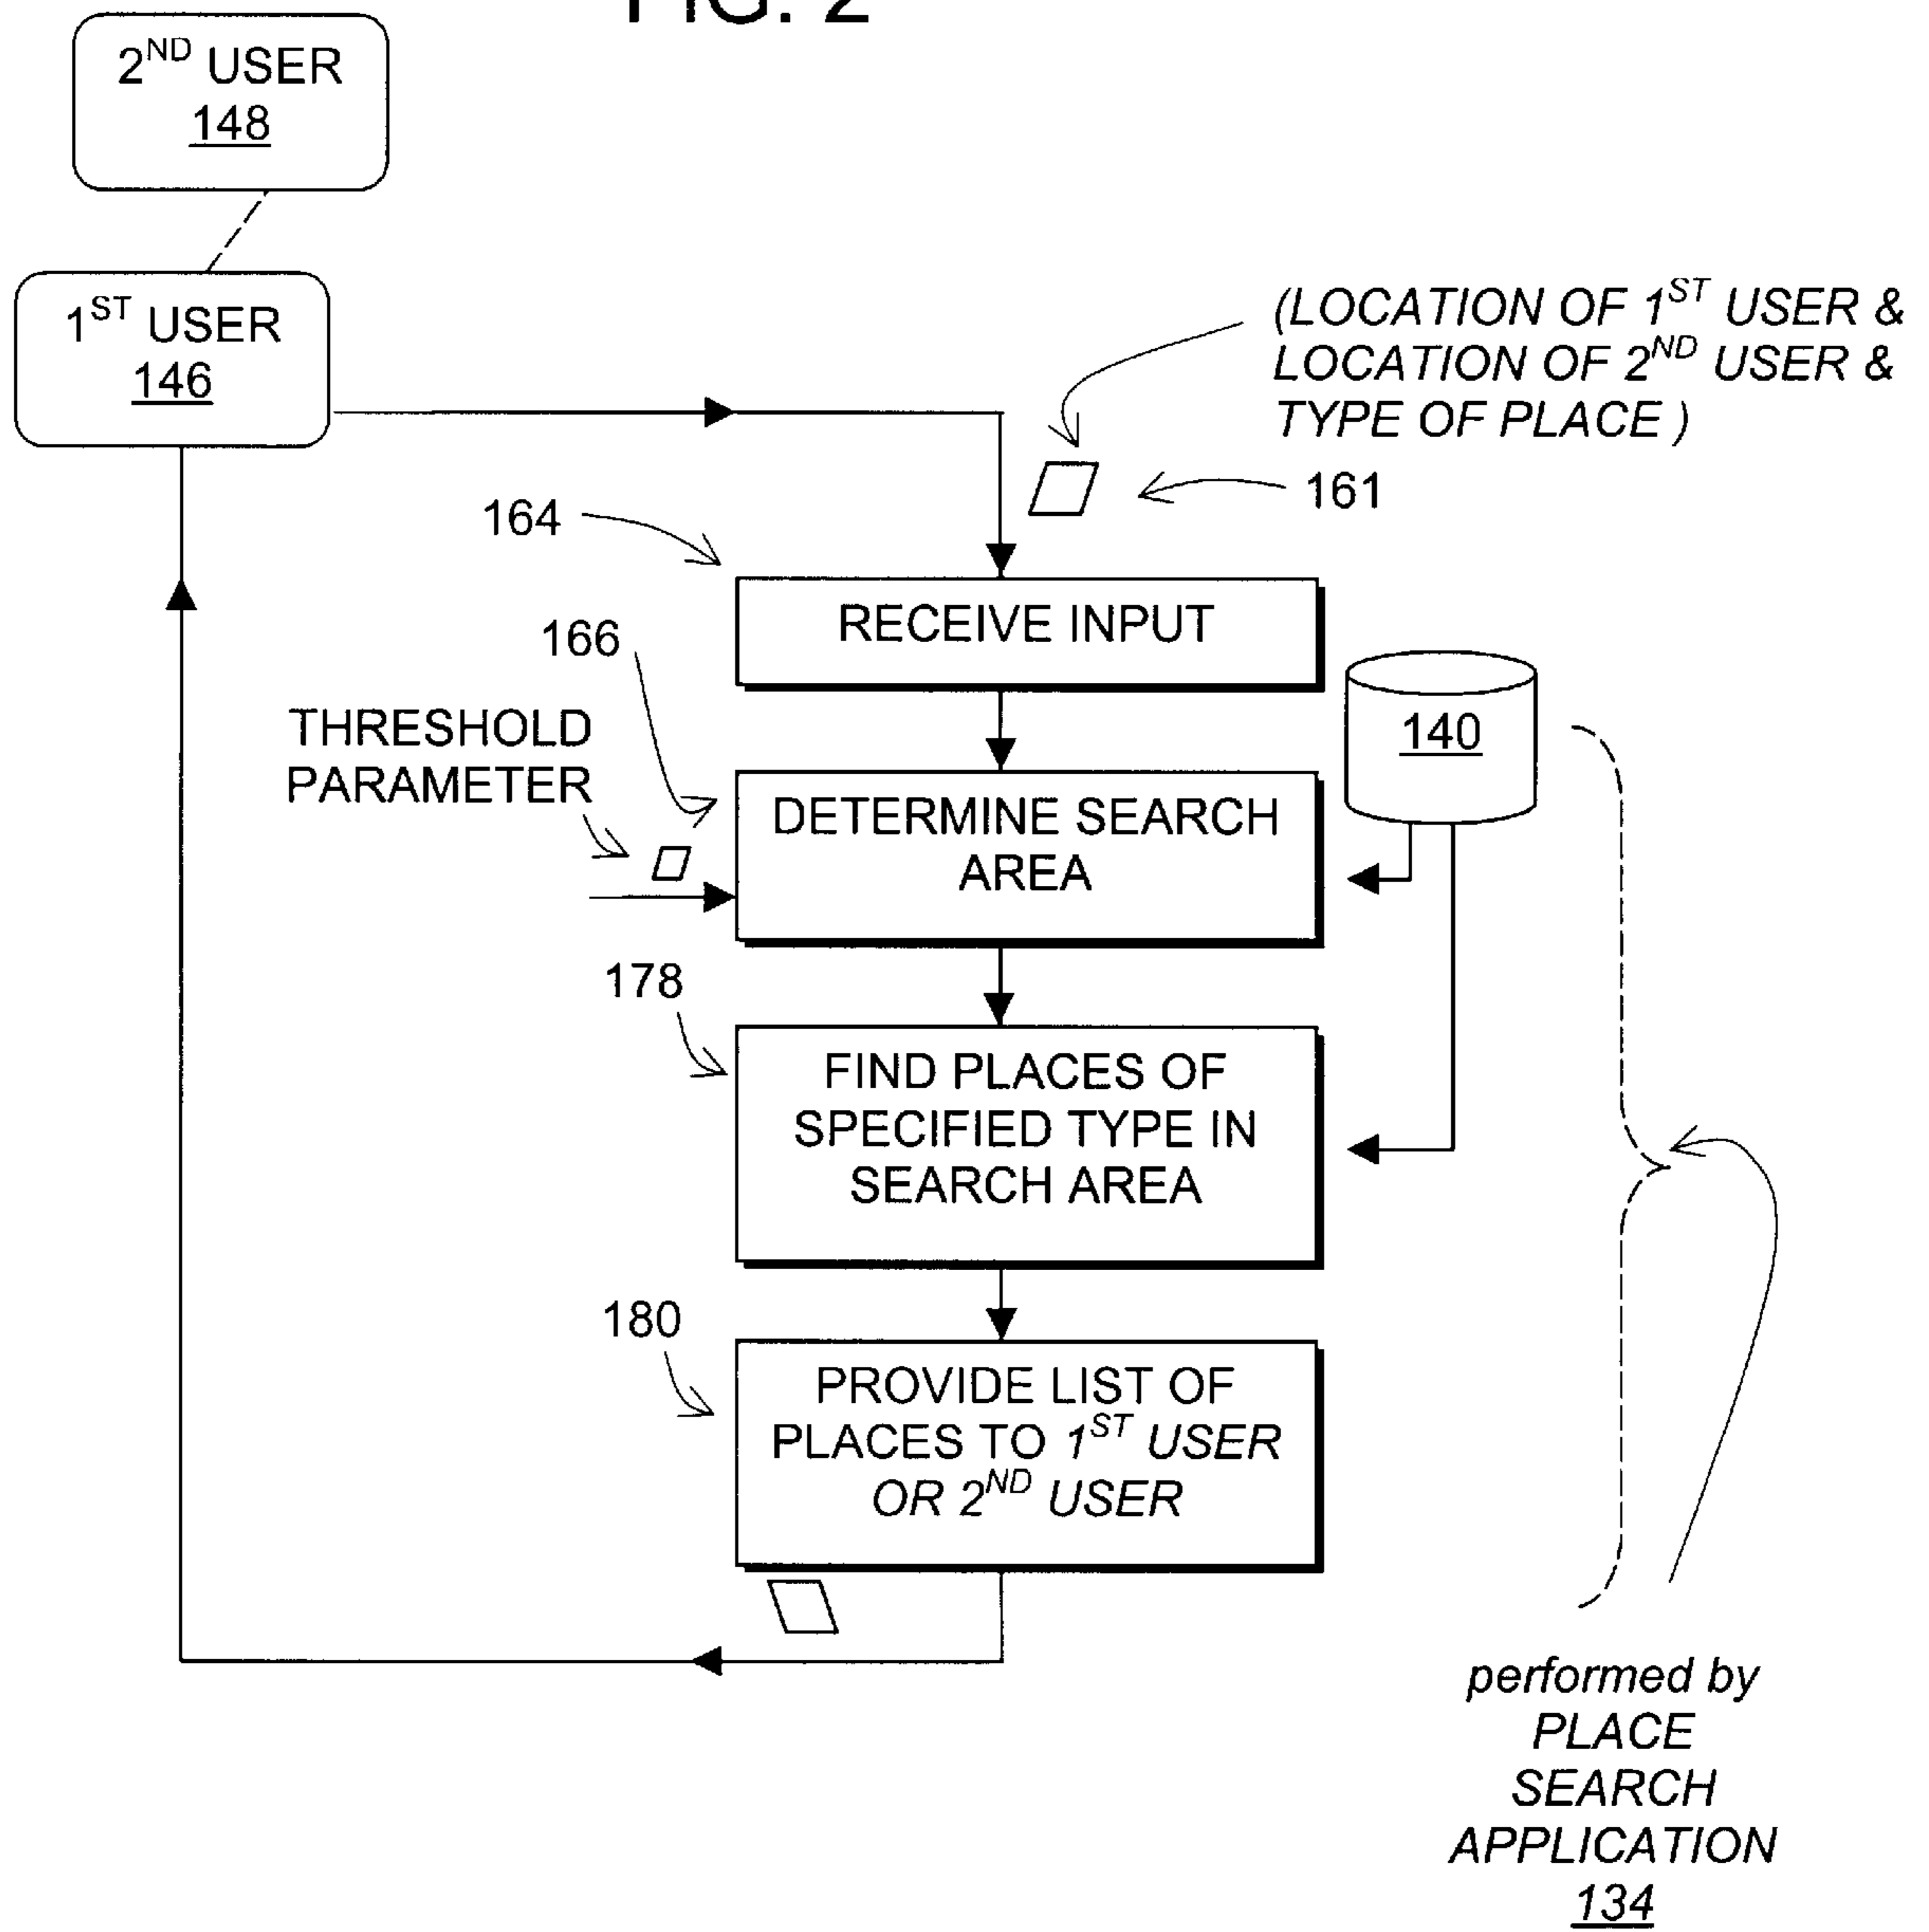 FIG. 2
2ND USER
148
1ST USER
146
(LOCATION OF 1ST USER &
LOCATION OF 2ND USER &
TYPE OF PLACE )
161
164
RECEIVE INPUT
166
140
THRESHOLD
PARAMETER
DETERMINE SEARCH
AREA
178
FIND PLACES OF
SPECIFIED TYPE IN
SEARCH AREA
180
PROVIDE LIST OF
PLACES TO 1ST USER
OR 2ND USER
performed by
PLACE
SEARCH
APPLICATION
134